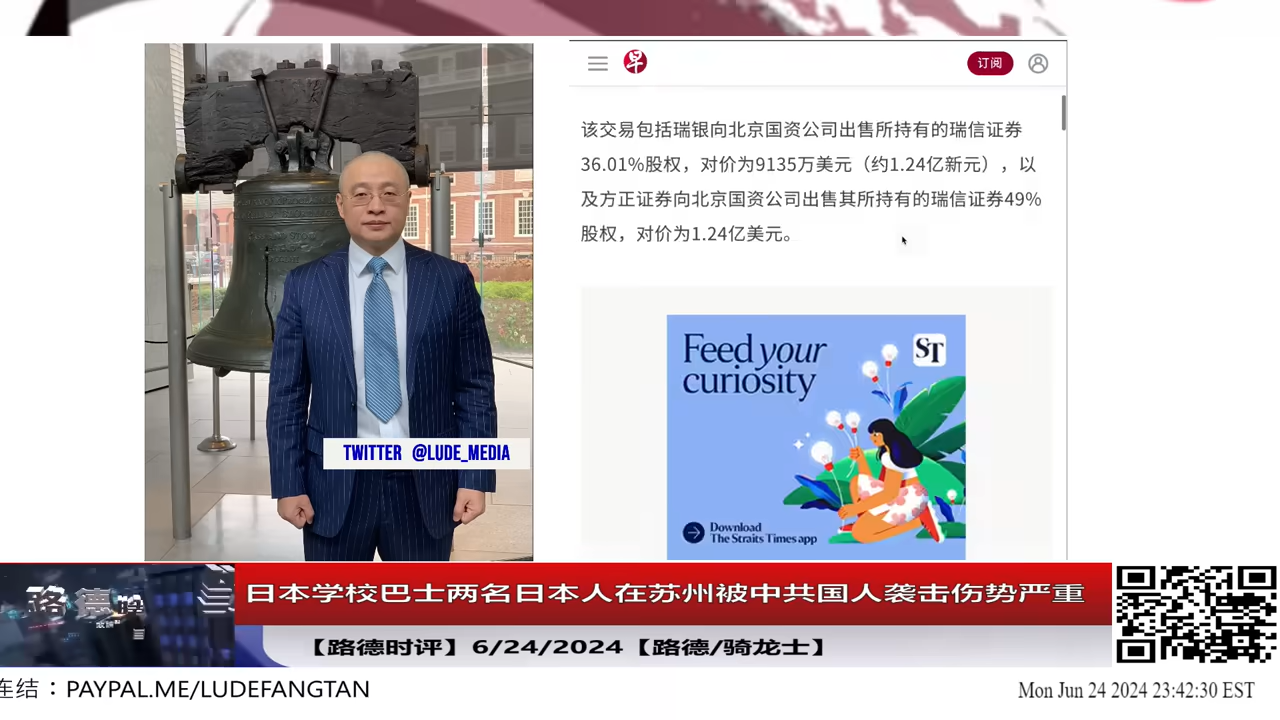 早
订阅
该交易包括瑞银向北京国资公司出售所持有的瑞信证券
36.01%股权，对价为9135万美元（约1.24亿新元），以
及方正证券向北京国资公司出售其所持有的瑞信证券49%
股权，对价为1.24亿美元。
Feed your
curiosity
ST
Download
The Straits Times app
TWITTER @LUDE_MEDIA
路德
日本学校巴士两名日本人在苏州被中共国人袭击伤势严重
【路德时评】6/24/2024【路德/骑龙士】
连结：PAYPAL.ME/LUDEFANGTAN
Mon Jun 24 2024 23:42:30 EST